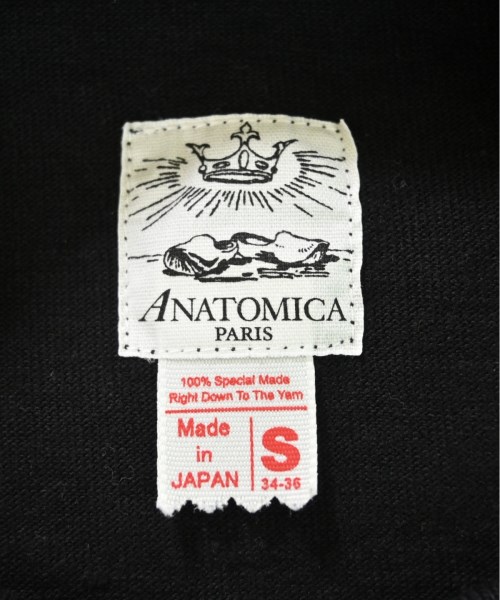 ANATOMICA
PARIS
100% Special Made
Right Down To The Yarn
Made
in
JAPAN
S
34-36